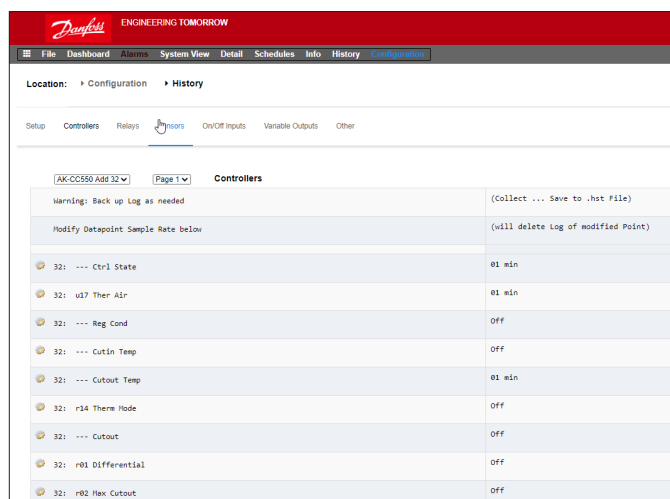 Danfoss ENGINEERING TOMORROW
File Dashboard Alarms System View Detail Schedules Info History Configuration
Location: Configuration History
Setup Controllers Relays Sensors On/Off Inputs Variable Outputs Other
AK-CC550 Add 32 Page 1 Controllers
Warning: Back up Log as needed (Collect ... Save to .hst File)
Modify Datapoint Sample Rate below (will delete Log of modified Point)
32: --- Ctrl State 01 min
32: u17 Ther Air 01 min
32: --- Reg Cond Off
32: --- Cutin Temp Off
32: --- Cutout Temp 01 min
32: r14 Therm Mode Off
32: --- Cutout Off
32: r01 Differential Off
32: r02 Max Cutout Off